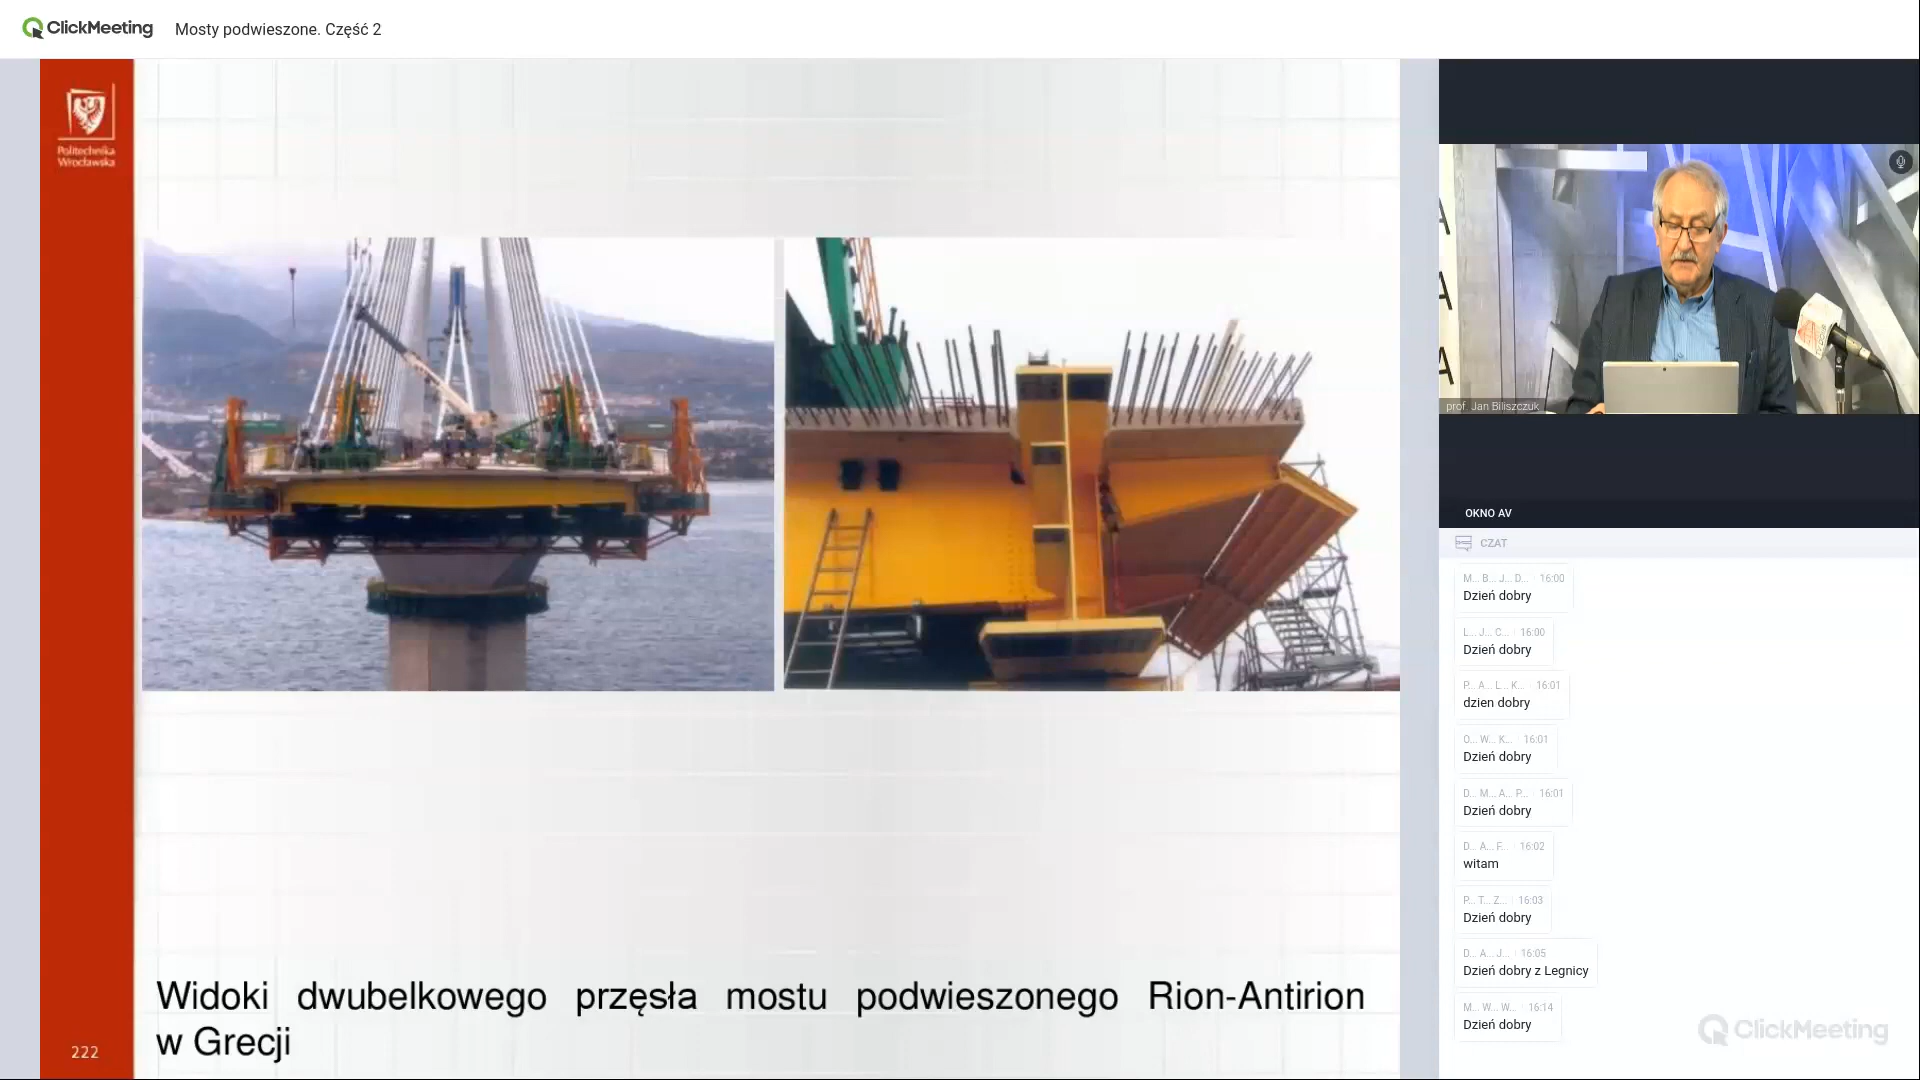 ClickMeeting
Mosty podwieszone. Część 2
Politechnika
Wrocławska
Widoki dwubelkowego przęsła mostu podwieszonego Rion-Antirion
w Grecji
222
prof. Jan Biliszczuk
OKNO AV
CZAT
M... B... J... D... 16:00
Dzień dobry
L... J... C... 16:00
Dzień dobry
P... A... L... K... 16:01
dzien dobry
O... W... K... 16:01
Dzień dobry
D... M... A... P... 16:01
Dzień dobry
D... A... F... 16:02
witam
P... T... Z... 16:03
Dzień dobry
D... A... J... 16:05
Dzień dobry z Legnicy
M... W... W... 16:14
Dzień dobry
ClickMeeting